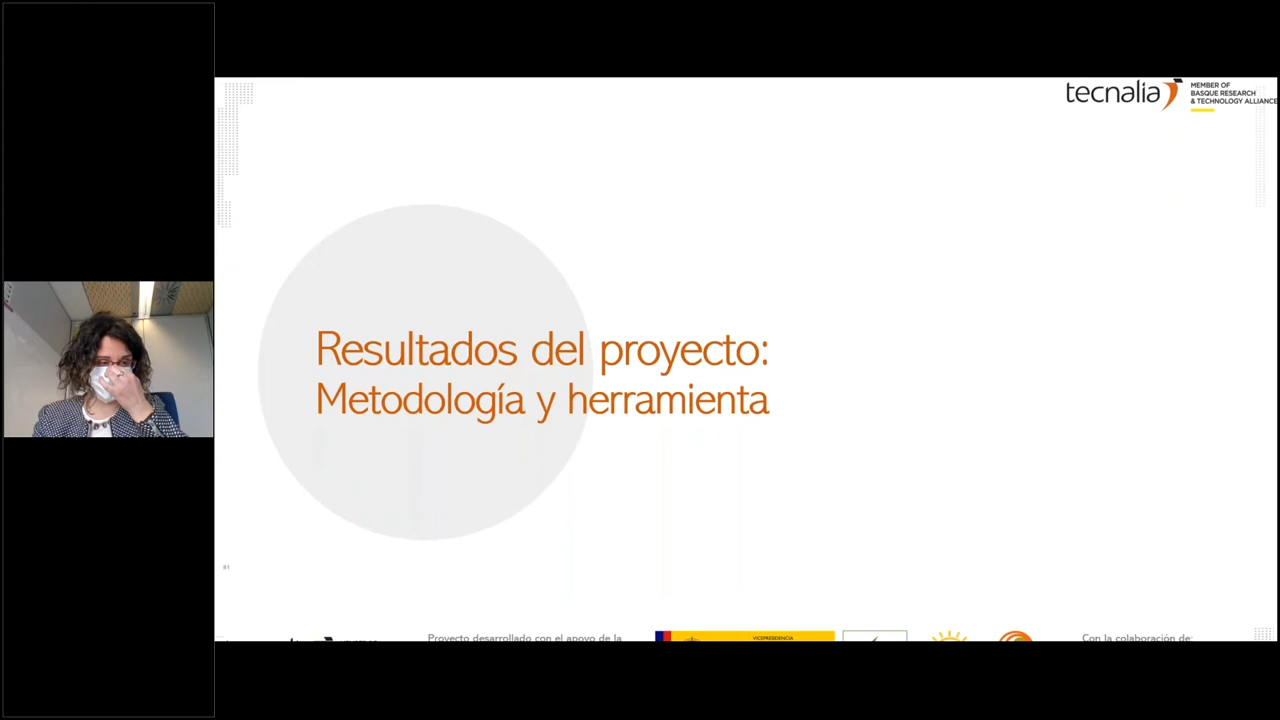 tecnalia
MEMBER OF
BASQUE RESEARCH
& TECHNOLOGY ALLIANCE
Resultados del proyecto:
Metodología y herramienta
Proyecto desarrollado con el apoyo de la
VICEPRESIDENCIA
Con la colaboración de: